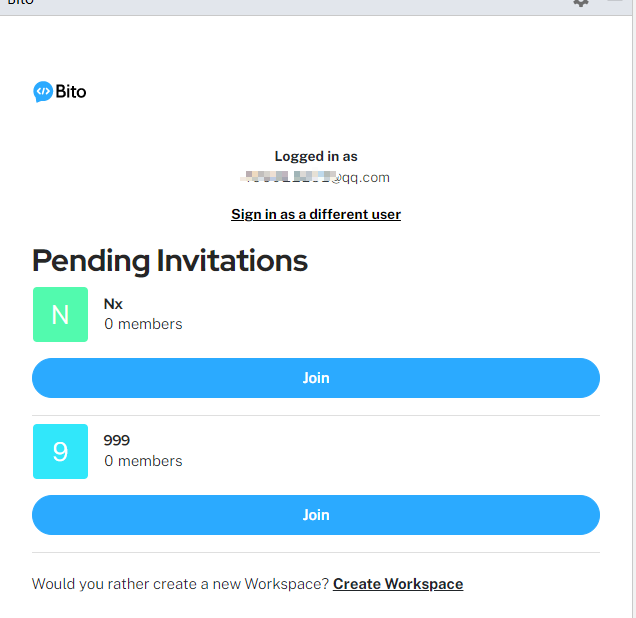 Bito
Bito
Logged in as
@qq.com
Sign in as a different user
Pending Invitations
N
Nx
0 members
Join
9
999
0 members
Join
Would you rather create a new Workspace? Create Workspace